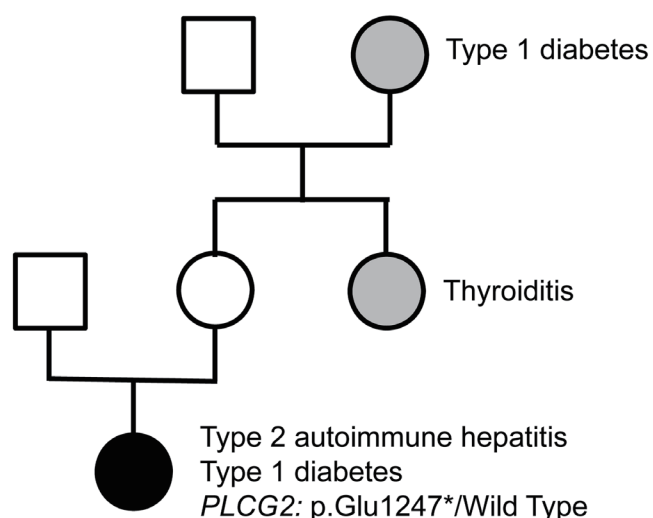 Type 1 diabetes
Thyroiditis
Type 2 autoimmune hepatitis
Type 1 diabetes
PLCG2: p.Glu1247*/Wild Type